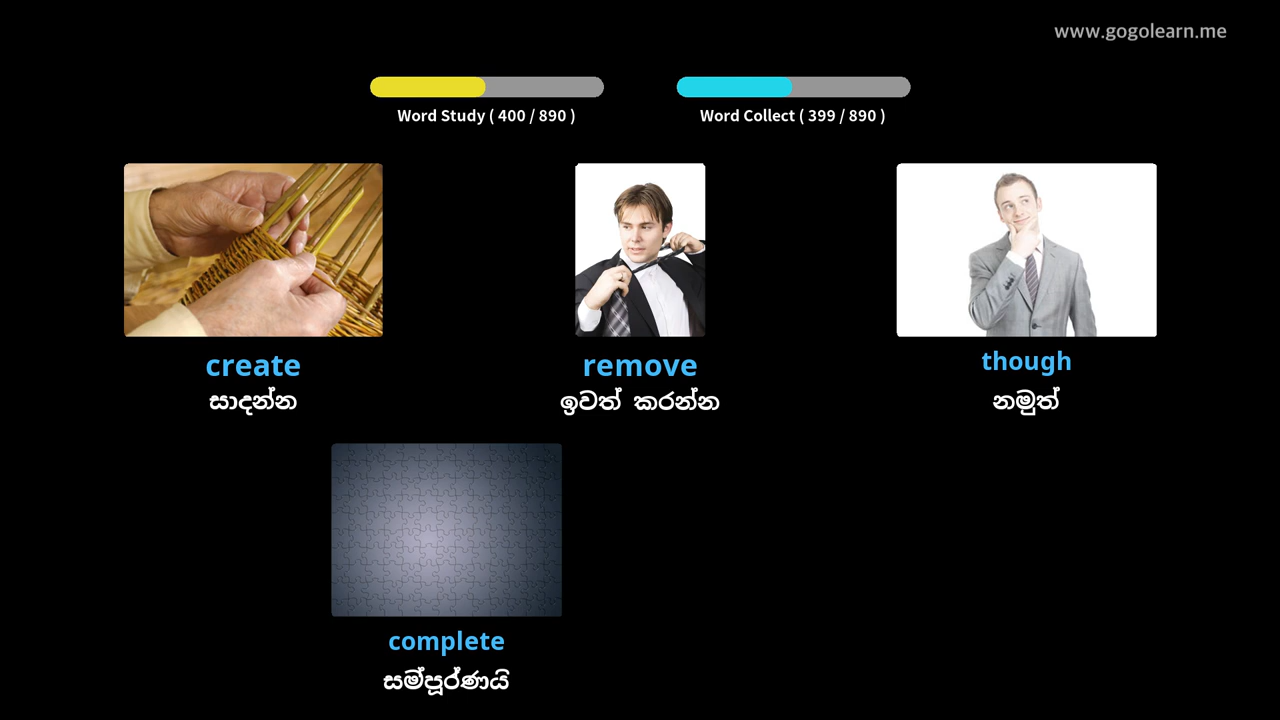 www.gogolearn.me
Word Study ( 400 / 890 )
Word Collect ( 399 / 890 )
create
සාදන්න
remove
ඉවත් කරන්න
though
නමුත්
complete
සම්පූර්ණයි